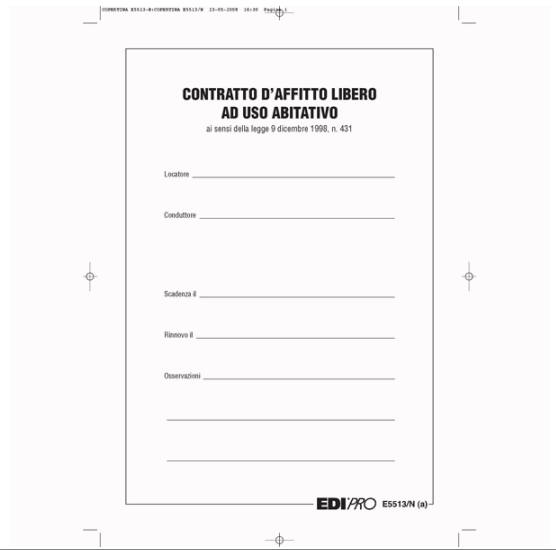 COPERTINA E5513-N:COPERTINA E5513/N 23-05-2008 16:30 Pagina 1
CONTRATTO D'AFFITTO LIBERO
AD USO ABITATIVO
ai sensi della legge 9 dicembre 1998, n. 431
Locatore
Conduttore
Scadenza il
Rinnovo il
Osservazioni
EDIPRO E5513/N (a)